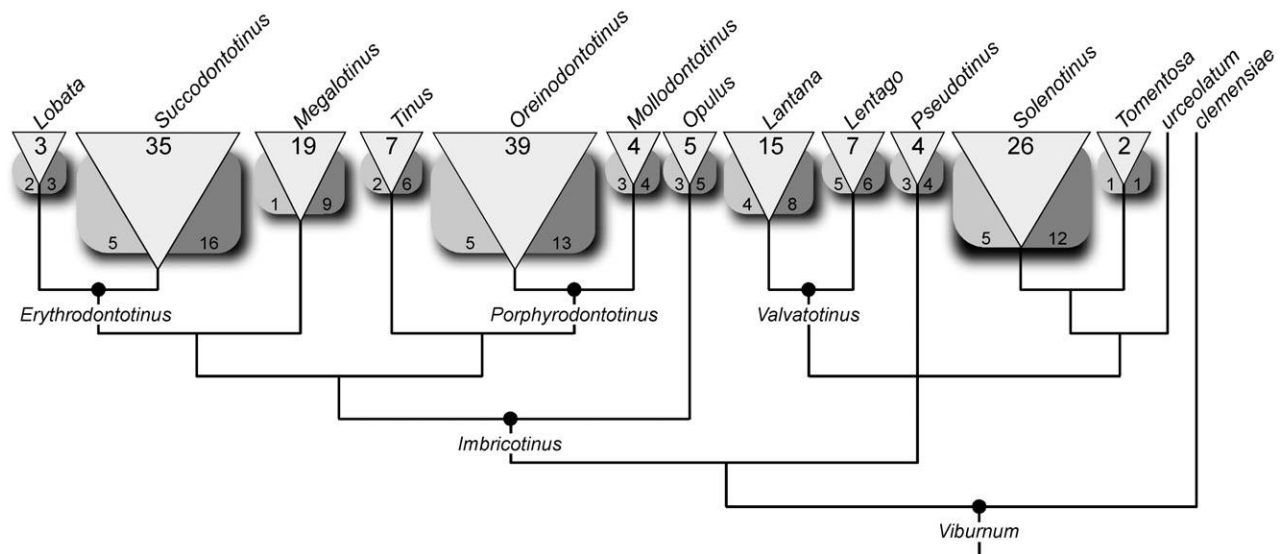 Lobata
Succodontotinus
Megalotinus
Tinus
Oreinodontotinus
Mollodontotinus
Opulus
Lantana
Lentago
Pseudotinus
Solenotinus
Tomentosa
urceolatum
clemensiae
3 35 19 7 39 4 5 15 7 4 26 2
2 3 5 16 1 9 2 6 5 13 3 4 3 5 4 8 5 6 3 4 5 12 1 1
Erythrodontotinus Porphyrodontotinus Valvatotinus
Imbricotinus
Viburnum